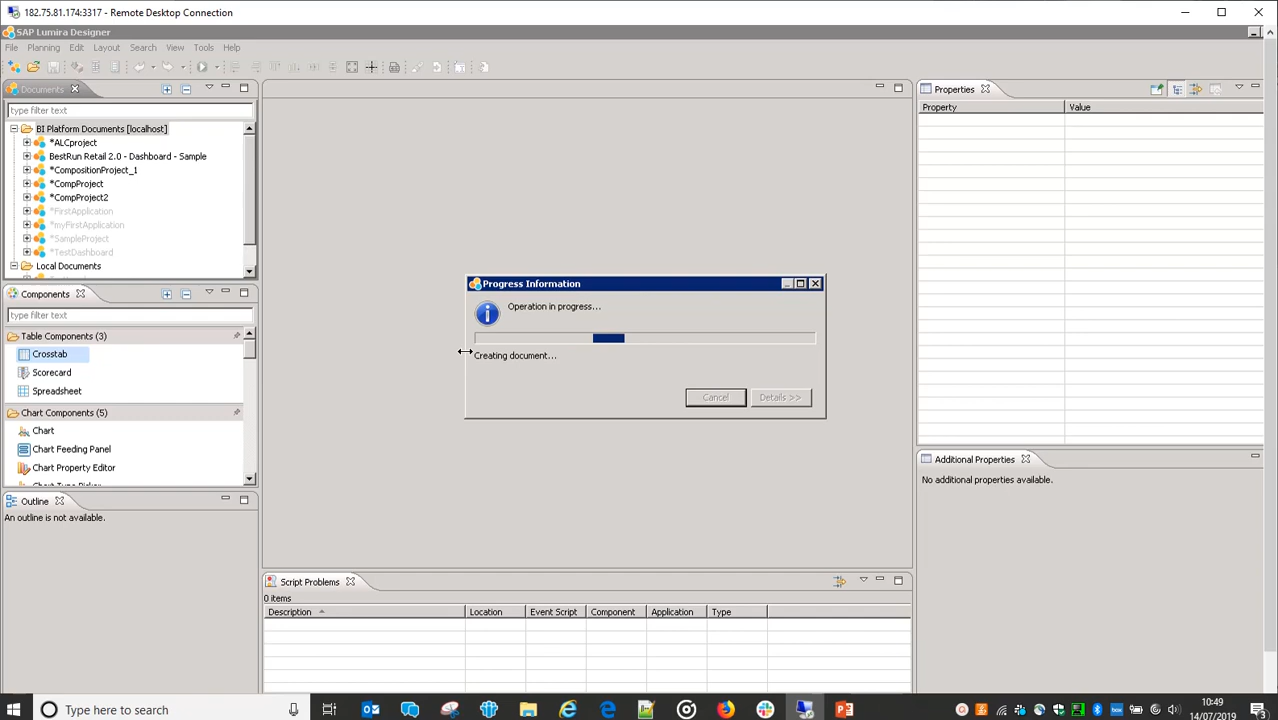 182.75.81.174:3317 - Remote Desktop Connection
SAP Lumira Designer
File Planning Edit Layout Search View Tools Help
Documents
type filter text
BI Platform Documents [localhost]
*ALCproject
BestRun Retail 2.0 - Dashboard - Sample
*CompositionProject_1
*CompProject
*CompProject2
*FirstApplication
*myFirstApplication
*SampleProject
*TestDashboard
Local Documents
Components
type filter text
Table Components (3)
Crosstab
Scorecard
Spreadsheet
Chart Components (5)
Chart
Chart Feeding Panel
Chart Property Editor
Chart Type Picker
Outline
An outline is not available.
Progress Information
Operation in progress...
Creating document...
Cancel Details >>
Script Problems
0 items
Description Location Event Script Component Application Type
Properties
Property Value
Additional Properties
No additional properties available.
Type here to search
10:49
14/07/2019